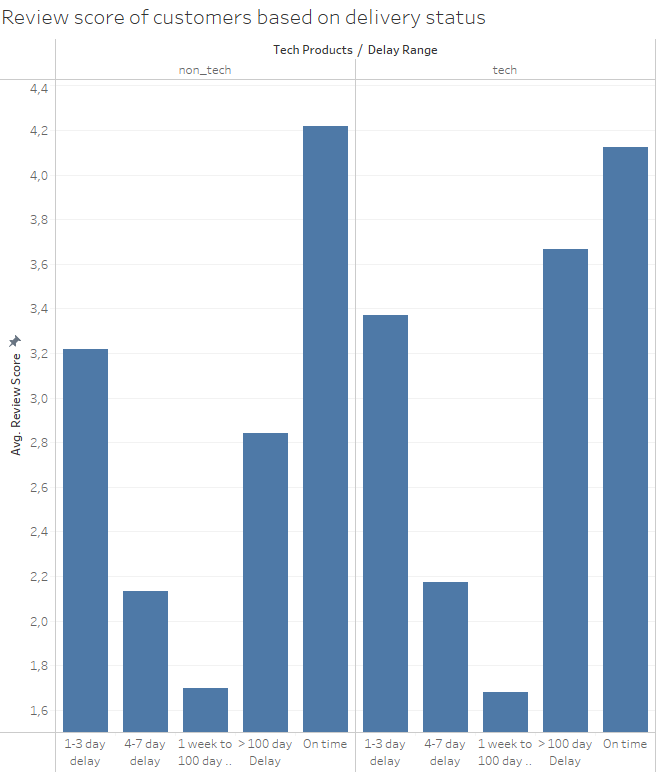 Review score of customers based on delivery status
Tech Products / Delay Range
non_tech
tech
Avg. Review Score
4,4
4,2
4,0
3,8
3,6
3,4
3,2
3,0
2,8
2,6
2,4
2,2
2,0
1,8
1,6
1-3 day
delay
4-7 day
delay
1 week to
100 day ..
> 100 day
Delay
On time
1-3 day
delay
4-7 day
delay
1 week to
100 day ..
> 100 day
Delay
On time